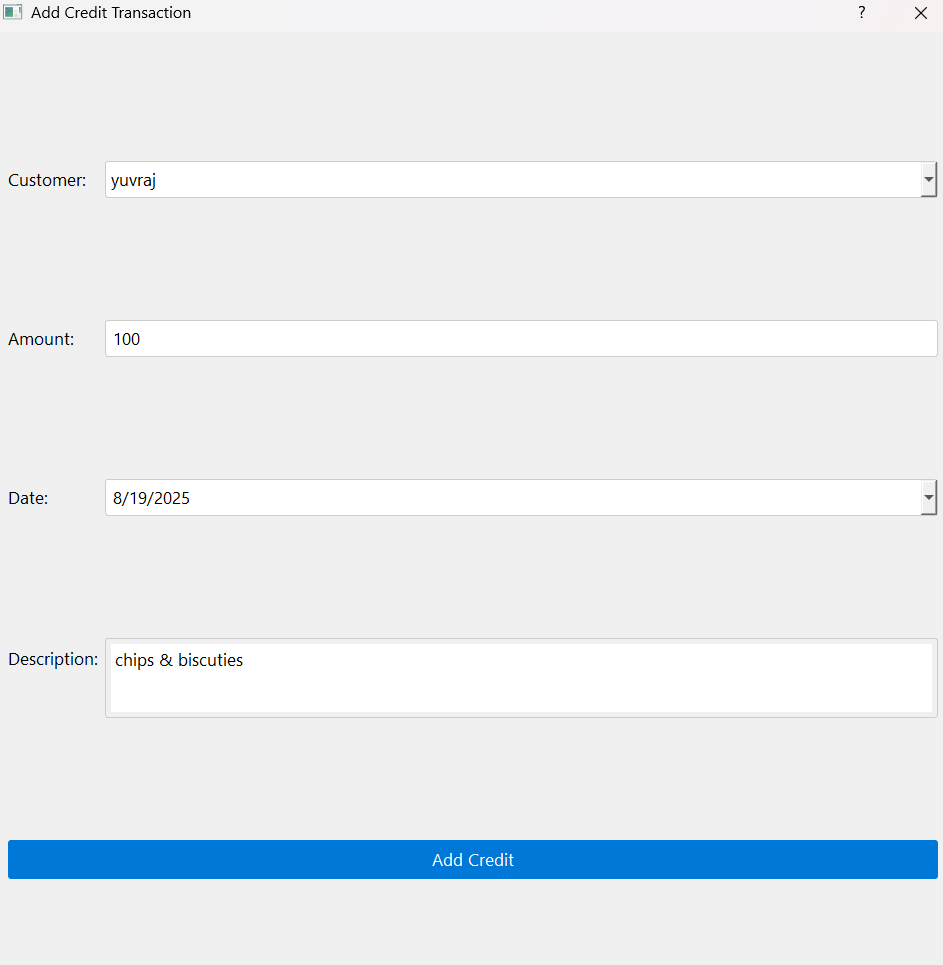 Add Credit Transaction ?
Customer: yuvraj
Amount: 100
Date: 8/19/2025
Description: chips & biscuties
Add Credit